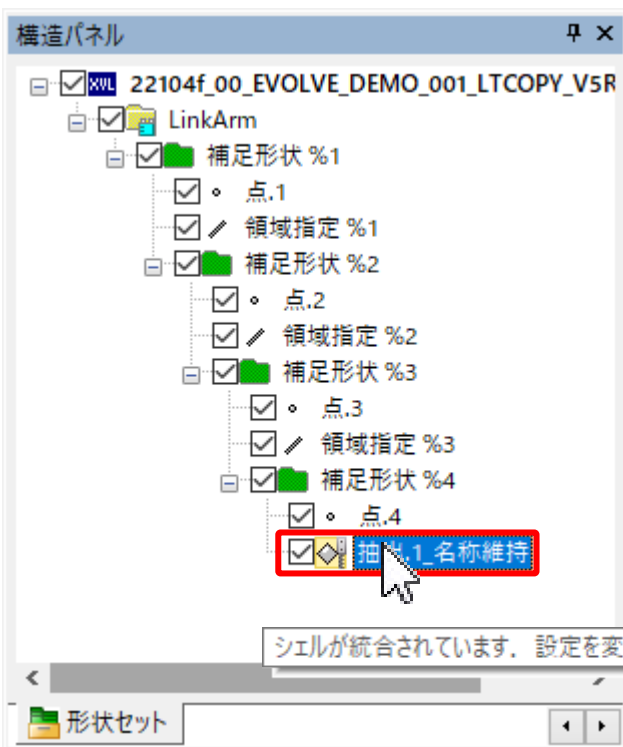 構造パネル
XVL 22104f_00_EVOLVE_DEMO_001_LTCOPY_V5R
LinkArm
補足形状 %1
点.1
領域指定 %1
補足形状 %2
点.2
領域指定 %2
補足形状 %3
点.3
領域指定 %3
補足形状 %4
点.4
抽出.1_名称維持
シェルが統合されています. 設定を変
形状セット